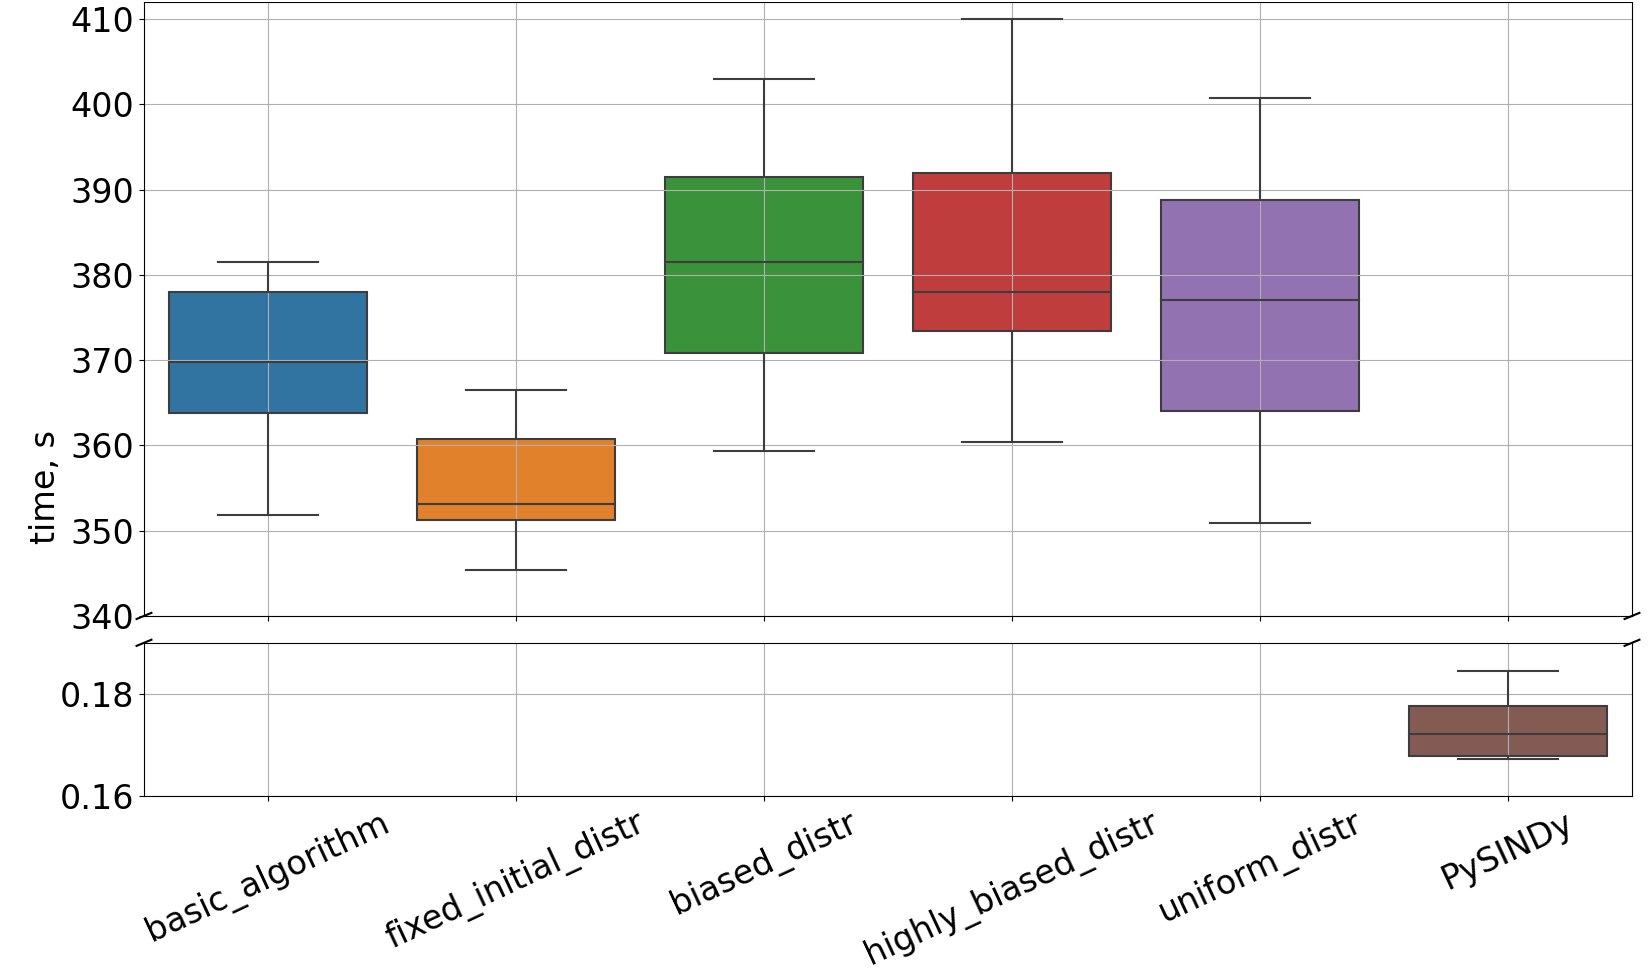 410
400
390
380
370
360
350
340
time, s
0.18
0.16
basic_algorithm
fixed_initial_distr
biased_distr
highly_biased_distr
uniform_distr
PySINDy